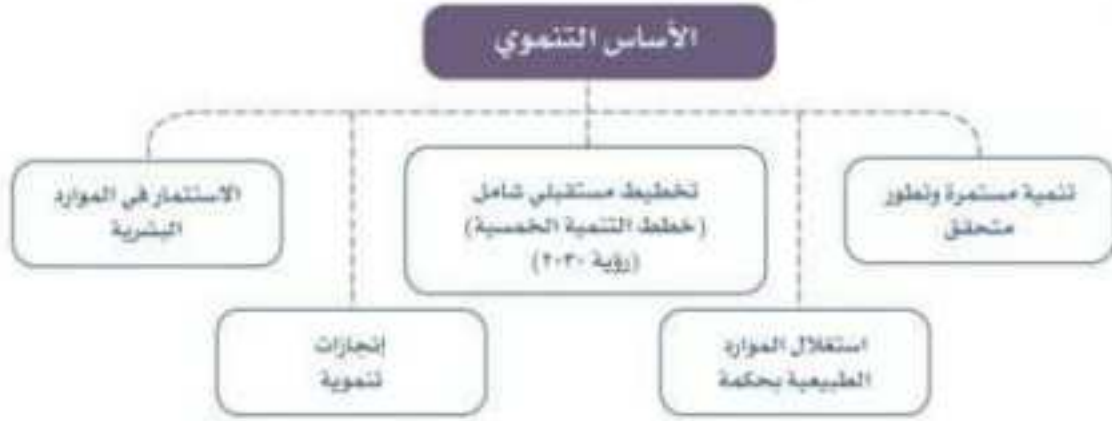 الأساس التنموي
تنمية مستمرة وتطور
متحقق
تخطيط مستقبلي شامل
(خطط التنمية الخمسية)
(رؤية ٢٠٣٠)
الاستثمار في الموارد
البشرية
استغلال الموارد
الطبيعية بحكمة
إنجازات
تنموية